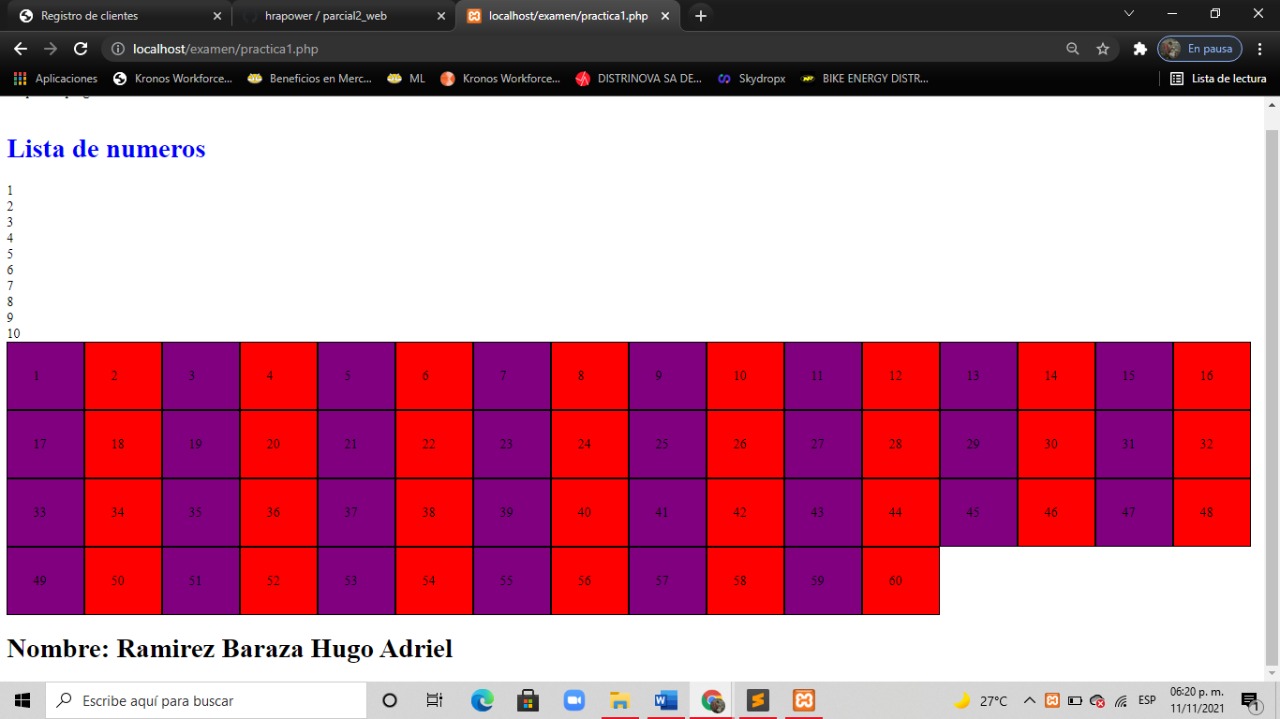 Registro de clientes
hrapower / parcial2_web
localhost/examen/practica1.php
localhost/examen/practica1.php
En pausa
Aplicaciones
Kronos Workforce...
Beneficios en Merc...
ML
Kronos Workforce...
DISTRINOVA SA DE...
Skydropx
BIKE ENERGY DISTR...
Lista de lectura
Lista de numeros
1
2
3
4
5
6
7
8
9
10
1 2 3 4 5 6 7 8 9 10 11 12 13 14 15 16
17 18 19 20 21 22 23 24 25 26 27 28 29 30 31 32
33 34 35 36 37 38 39 40 41 42 43 44 45 46 47 48
49 50 51 52 53 54 55 56 57 58 59 60
Nombre: Ramirez Baraza Hugo Adriel
Escribe aquí para buscar
27°C
ESP
06:20 p. m.
11/11/2021
1